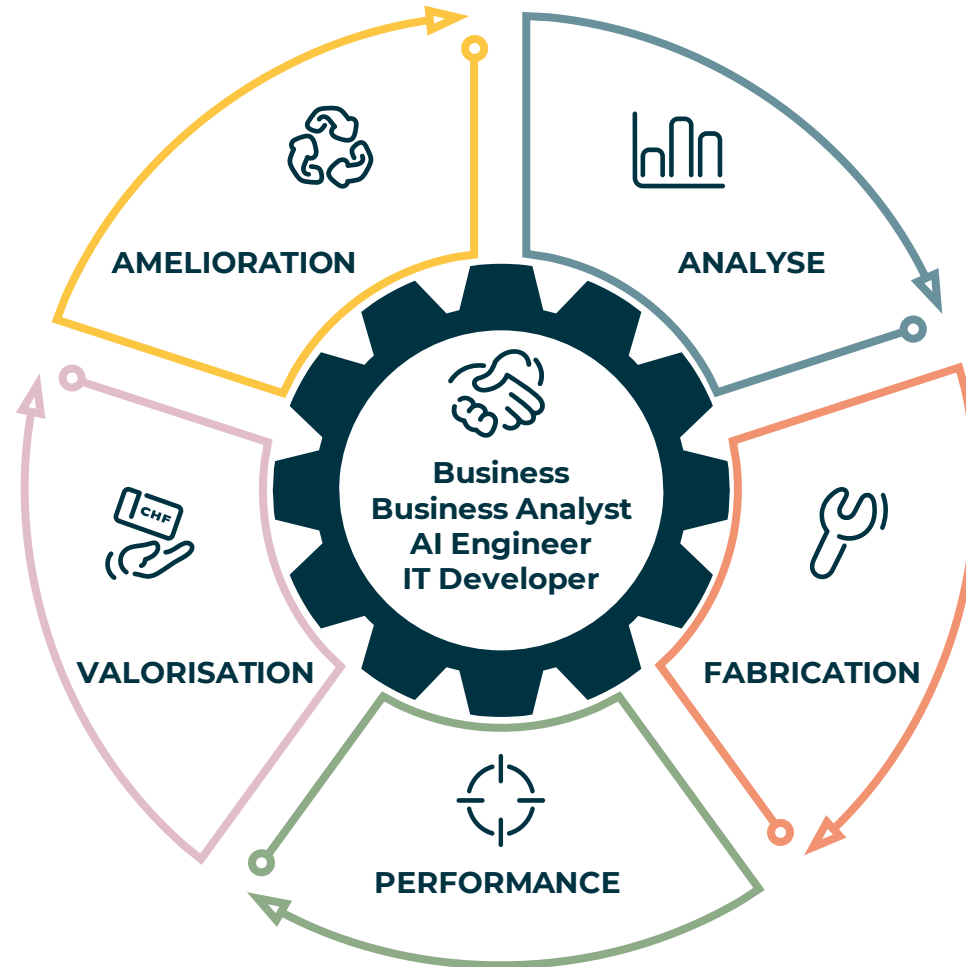 AMELIORATION
ANALYSE
Business
Business Analyst
AI Engineer
IT Developer
CHF
VALORISATION
FABRICATION
PERFORMANCE